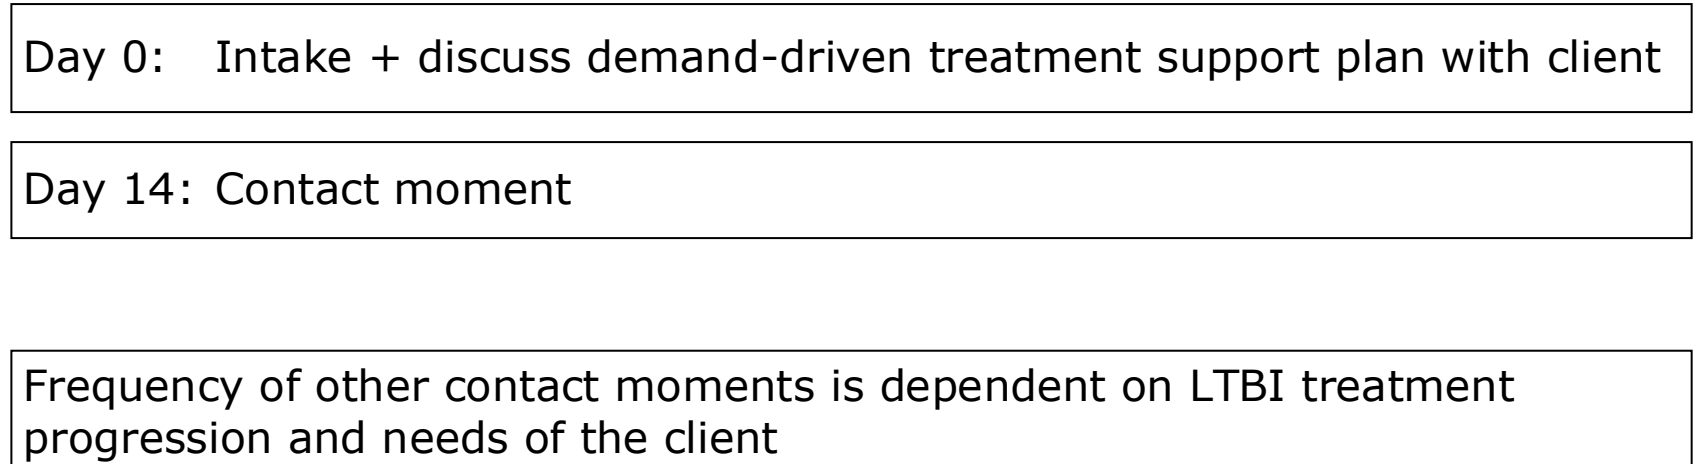 Day 0: Intake + discuss demand-driven treatment support plan with client
Day 14: Contact moment
Frequency of other contact moments is dependent on LTBI treatment
progression and needs of the client